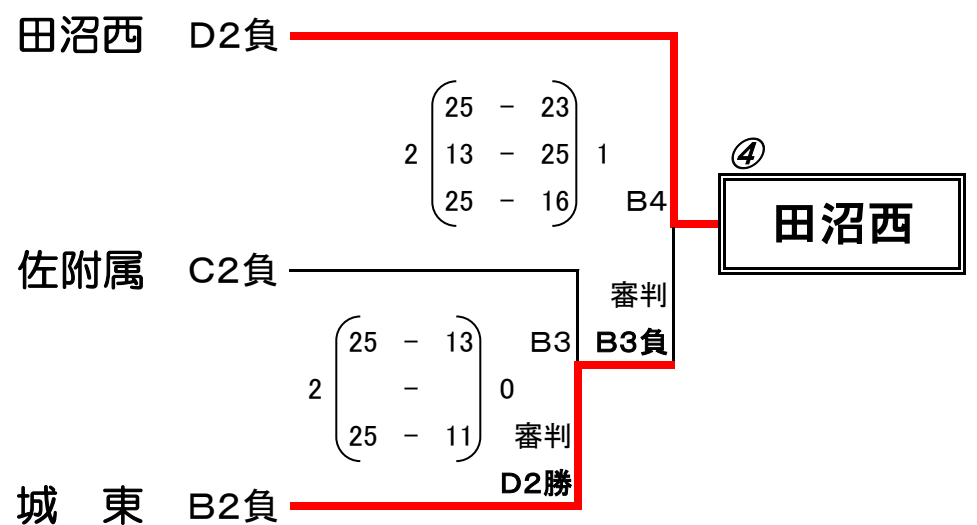 田沼西 D2負
25 - 23
2 13 - 25 1
25 - 16 B4
④
田沼西
佐附属 C2負
審判
B3負
25 - 13 B3
2 - 0
25 - 11 審判
D2勝
城 東 B2負